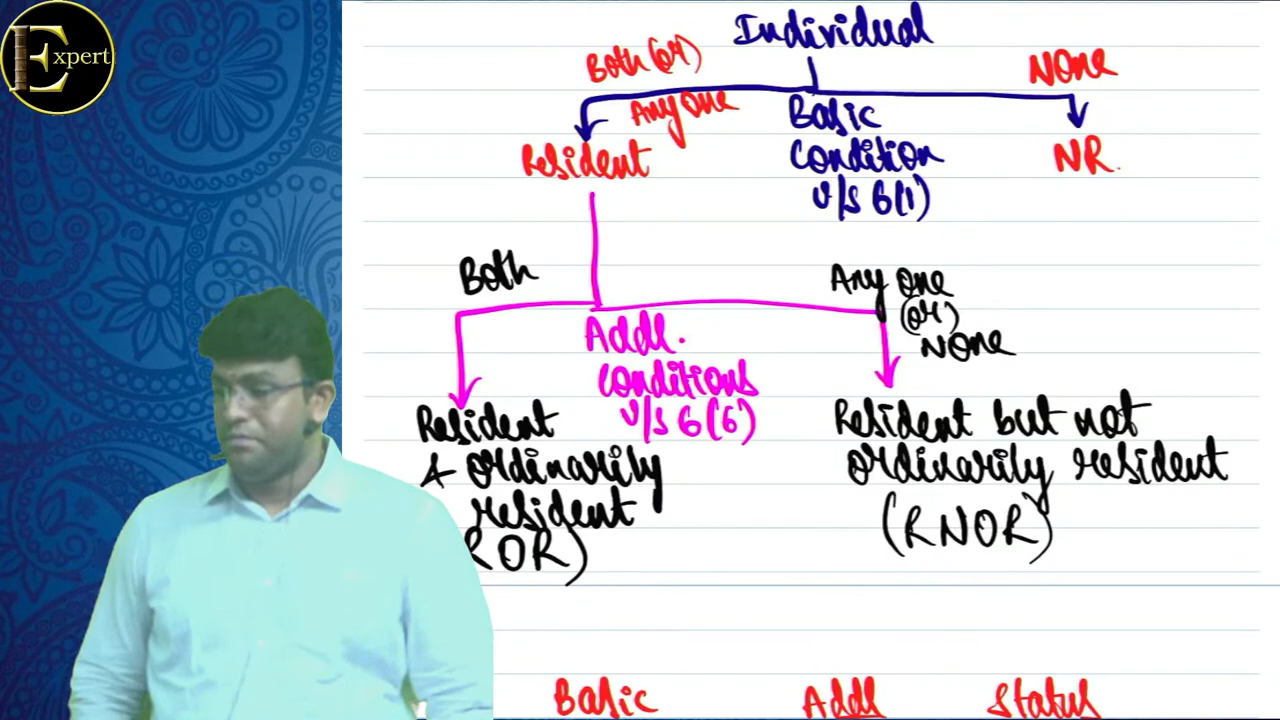 Expert
Individual
Both (or)
Any one
None
Basic
Condition
u/s 6(1)
Resident
NR.
Both
Any one
(or)
None
Addl.
Conditions
u/s 6(6)
Resident
& ordinarily
resident
ROR)
Resident but not
ordinarily resident
(RNOR)
Basic Addl Status